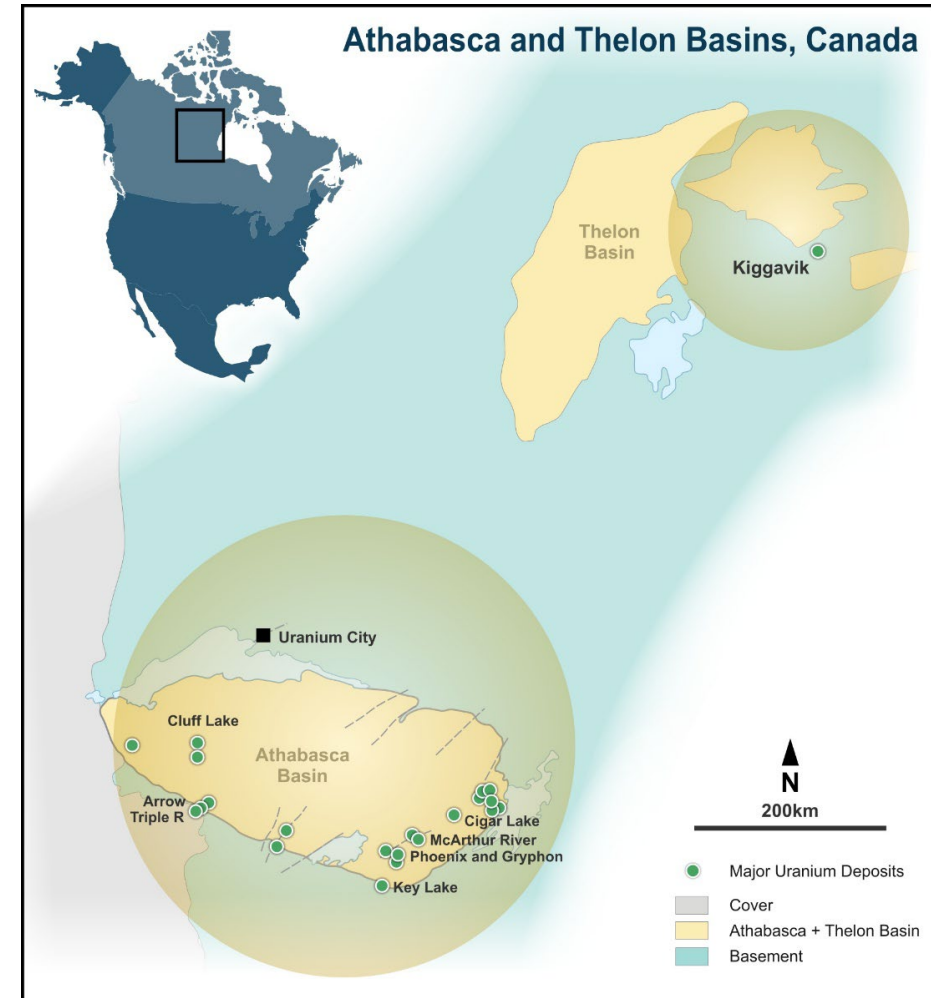 Athabasca and Thelon Basins, Canada
Thelon
Basin
Kiggavik
Uranium City
Cluff Lake
Athabasca
Basin
Arrow
Triple R
Cigar Lake
McArthur River
Phoenix and Gryphon
Key Lake
N
200km
Major Uranium Deposits
Cover
Athabasca + Thelon Basin
Basement